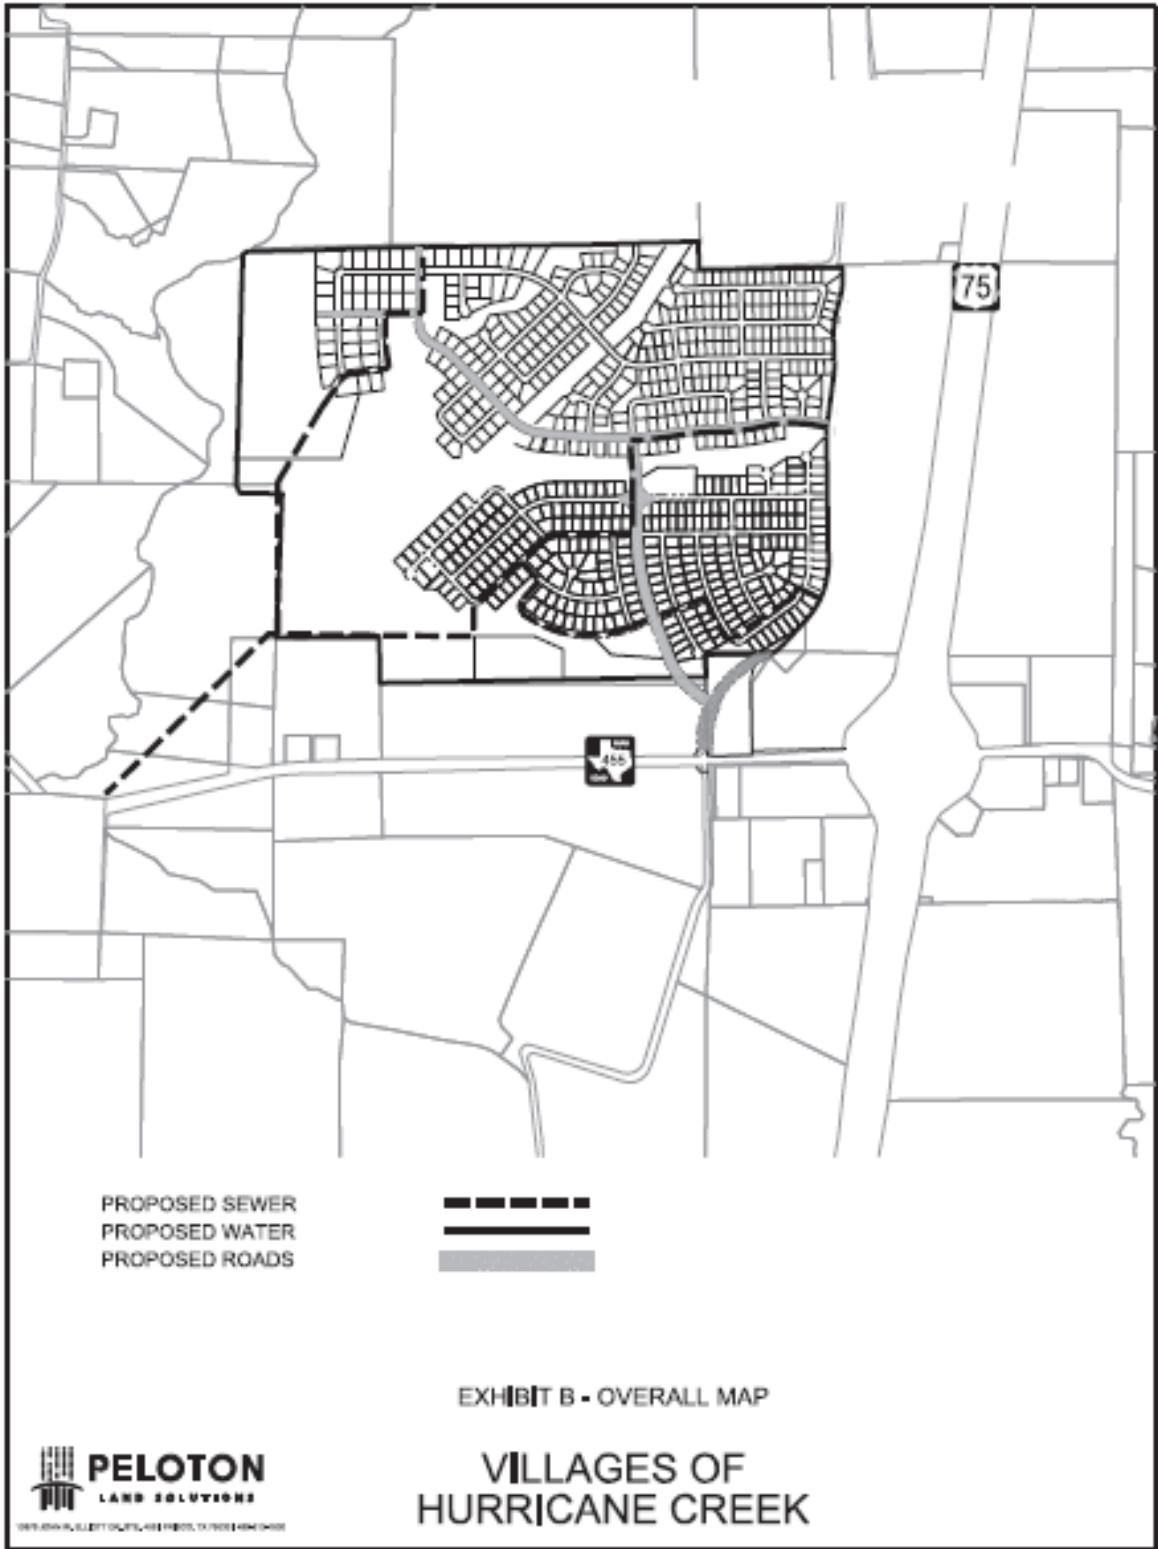 75
455
PROPOSED SEWER
PROPOSED WATER
PROPOSED ROADS
EXHIBIT B - OVERALL MAP
PELOTON
LAND SOLUTIONS
VILLAGES OF
HURRICANE CREEK